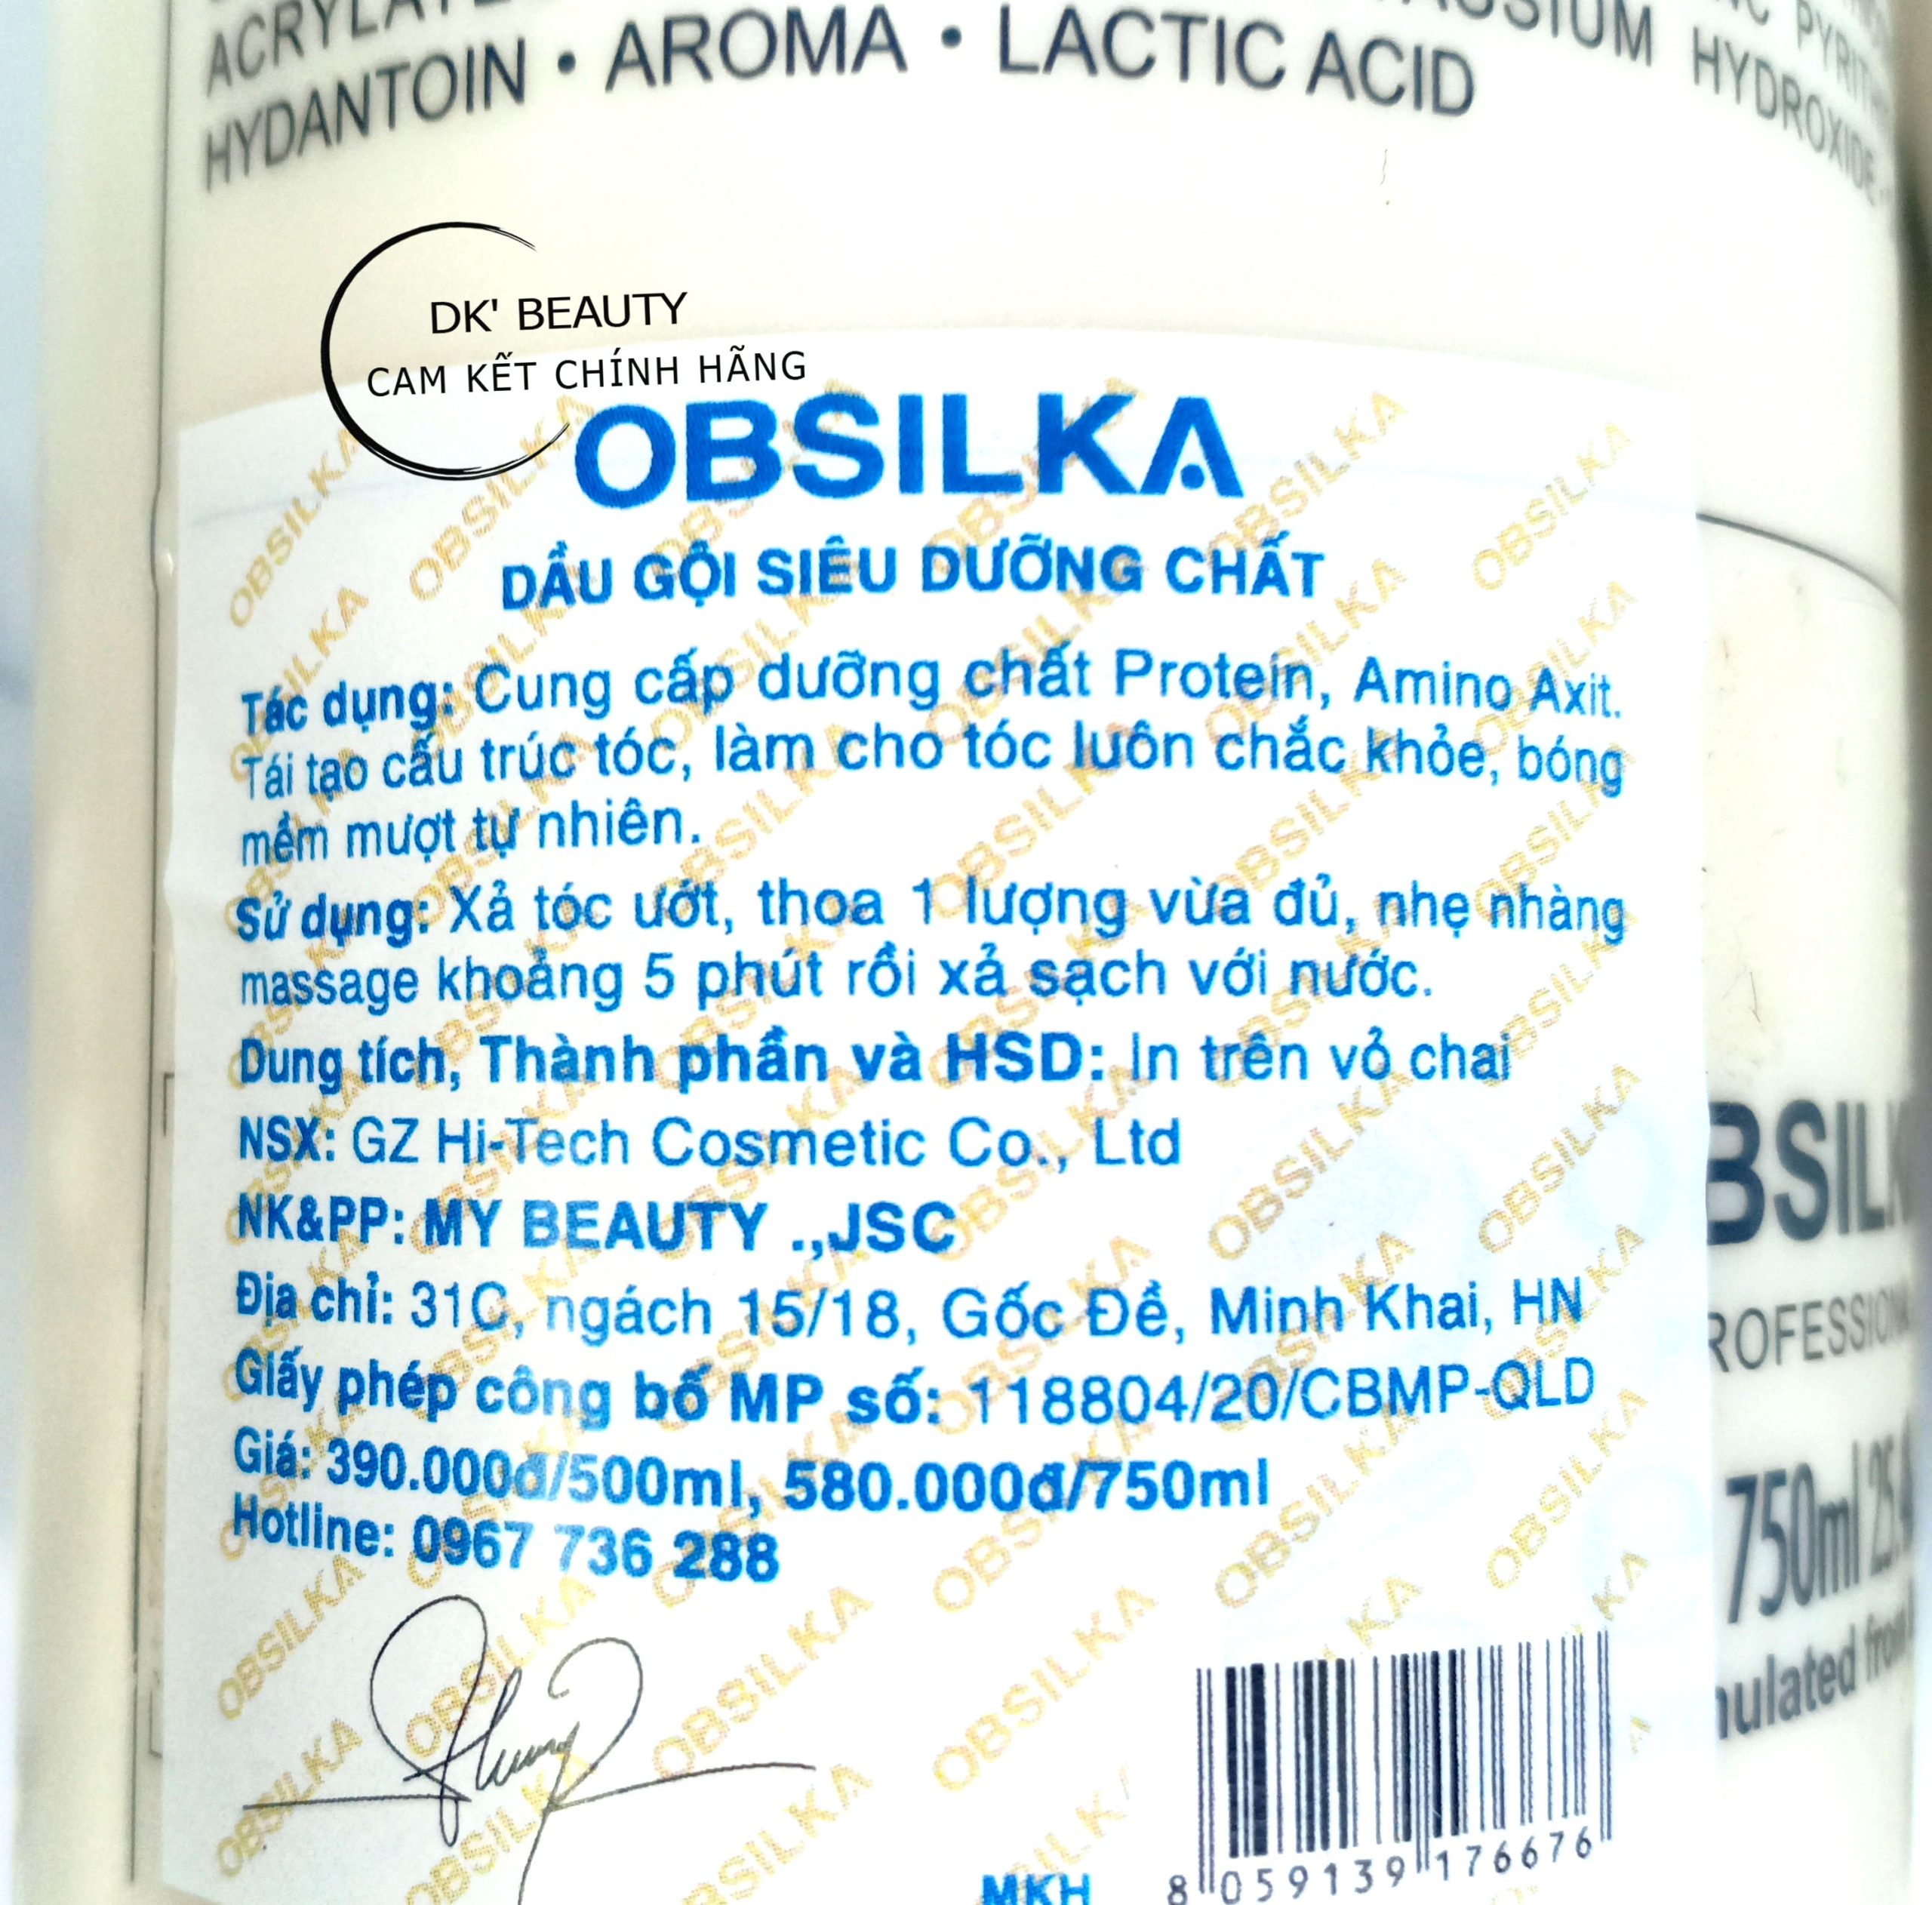 HYDANTOIN • AROMA • LACTIC ACID
HYDROXIDE
DK' BEAUTY
CAM KẾT CHÍNH HÃNG
OBSILKA
DẦU GỘI SIÊU DƯỠNG CHẤT
Tác dụng: Cung cấp dưỡng chất Protein, Amino Axit.
Tái tạo cấu trúc tóc, làm cho tóc luôn chắc khỏe, bóng
mềm mượt tự nhiên.
Sử dụng: Xả tóc ướt, thoa 1 lượng vừa đủ, nhẹ nhàng
massage khoảng 5 phút rồi xả sạch với nước.
Dung tích, Thành phần và HSD: In trên vỏ chai
NSX: GZ Hi-Tech Cosmetic Co., Ltd
NK&PP: MY BEAUTY .,JSC
Địa chỉ: 31C, ngách 15/18, Gốc Đề, Minh Khai, HN
Giấy phép công bố MP số: 118804/20/CBMP-QLD
Giá: 390.000đ/500ml, 580.000đ/750ml
Hotline: 0967 736 288
MKH
8 059139 176676
750ml